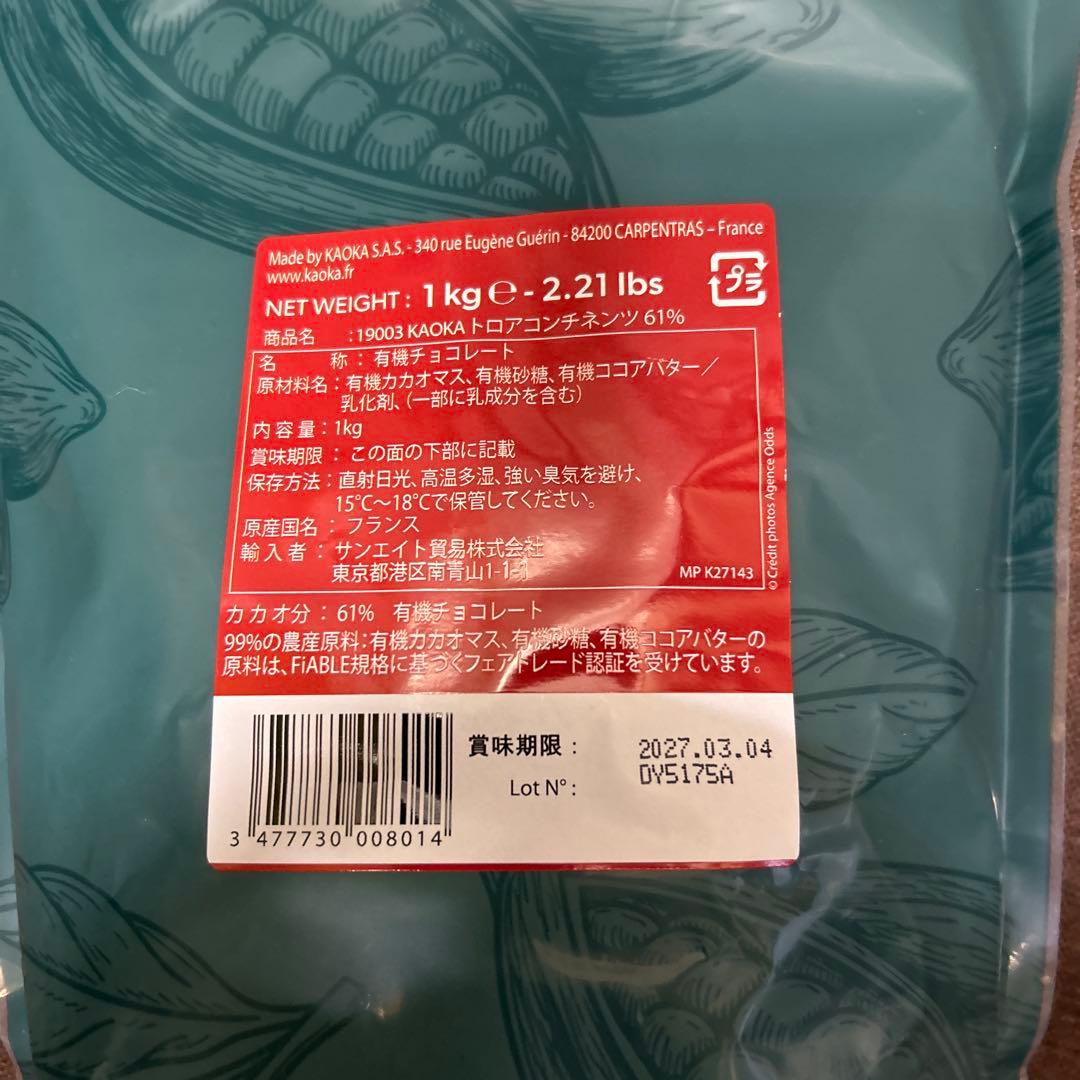 Made by KAOKA S.A.S. - 340 rue Eugène Guérin - 84200 CARPENTRAS – France
www.kaoka.fr
NET WEIGHT : 1 kg ℮ - 2.21 lbs
プラ
商品名 : 19003 KAOKA トロアコンチネンツ 61%
名 称 : 有機チョコレート
原材料名 : 有機カカオマス、有機砂糖、有機ココアバター／
乳化剤、(一部に乳成分を含む)
内容量 : 1kg
賞味期限 : この面の下部に記載
保存方法 : 直射日光、高温多湿、強い臭気を避け、
15℃〜18℃で保管してください。
原産国名 : フランス
輸入者 : サンエイト貿易株式会社
東京都港区南青山1-1-1
MP K27143
© Crédit photos Agence Odds
カカオ分 : 61% 有機チョコレート
99%の農産原料：有機カカオマス、有機砂糖、有機ココアバターの
原料は、FiABLE規格に基づくフェアトレード認証を受けています。
賞味期限 : 2027.03.04
Lot N° : DY5175A
3 477730 008014